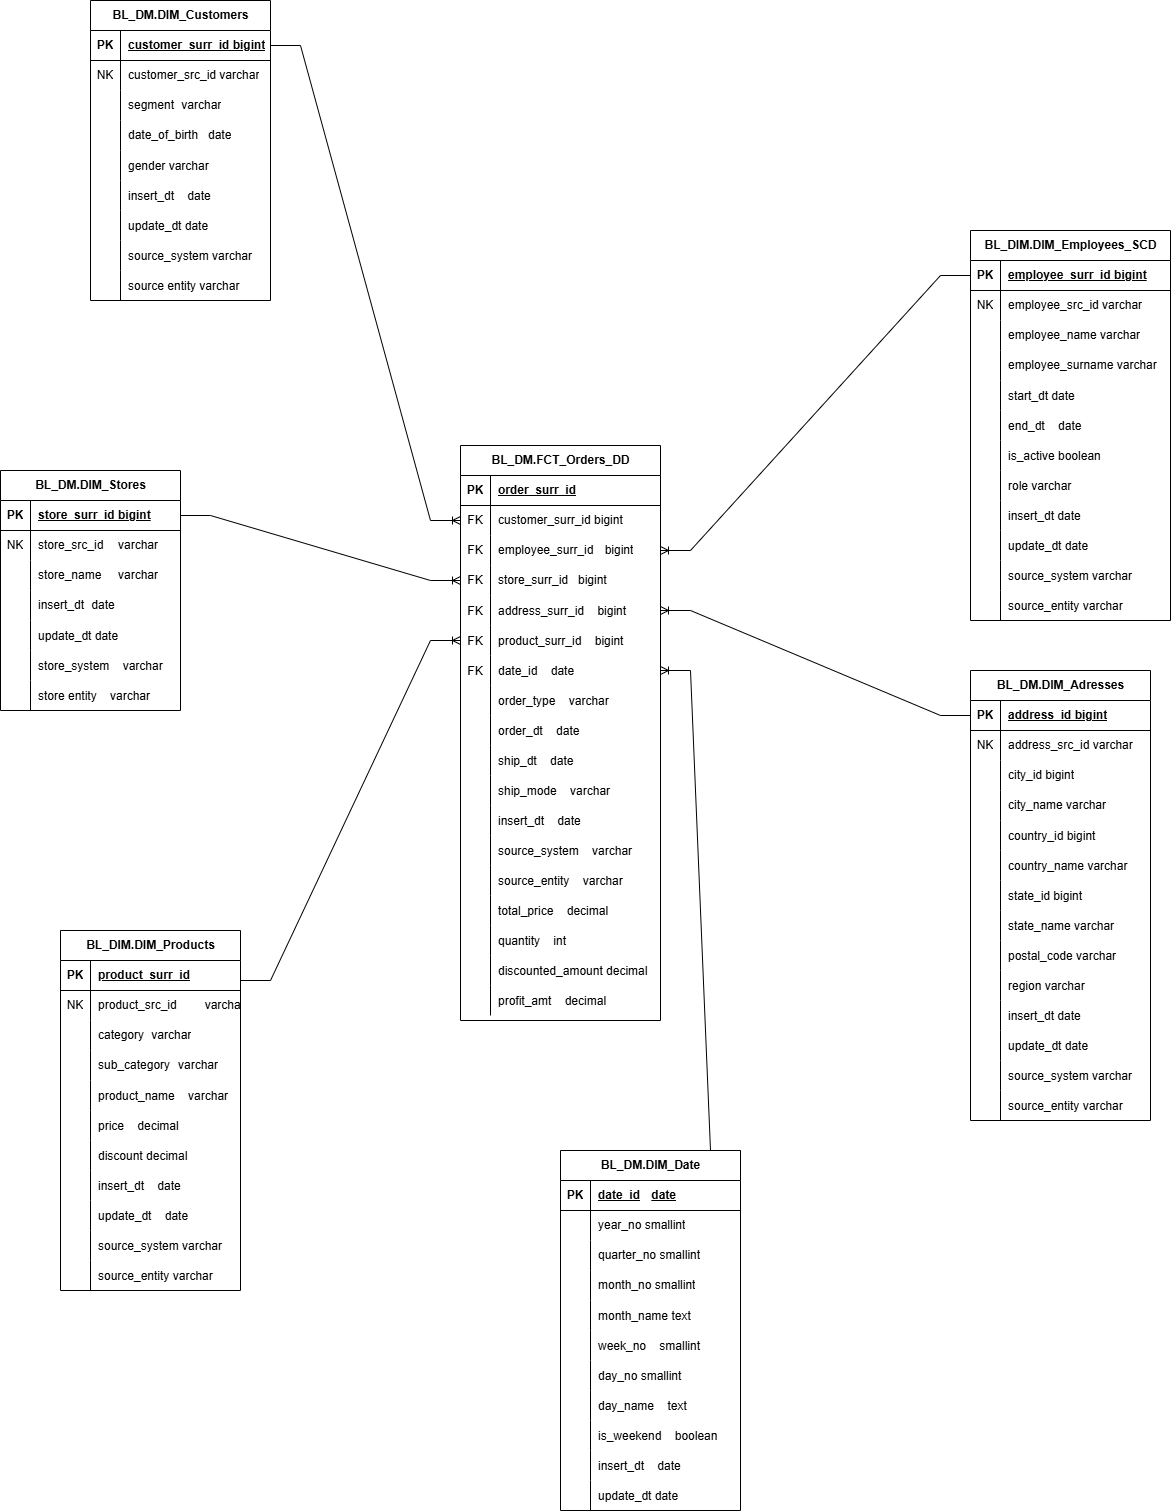 BL_DM.DIM_Customers
PK customer_surr_id bigint
NK customer_src_id varchar
segment varchar
date_of_birth date
gender varchar
insert_dt date
update_dt date
source_system varchar
source entity varchar
BL_DIM.DIM_Employees_SCD
PK employee_surr_id bigint
NK employee_src_id varchar
employee_name varchar
employee_surname varchar
start_dt date
end_dt date
is_active boolean
role varchar
insert_dt date
update_dt date
source_system varchar
source_entity varchar
BL_DM.DIM_Stores
PK store_surr_id bigint
NK store_src_id varchar
store_name varchar
insert_dt date
update_dt date
store_system varchar
store entity varchar
BL_DM.FCT_Orders_DD
PK order_surr_id
FK customer_surr_id bigint
FK employee_surr_id bigint
FK store_surr_id bigint
FK address_surr_id bigint
FK product_surr_id bigint
FK date_id date
order_type varchar
order_dt date
ship_dt date
ship_mode varchar
insert_dt date
source_system varchar
source_entity varchar
total_price decimal
quantity int
discounted_amount decimal
profit_amt decimal
BL_DM.DIM_Adresses
PK address_id bigint
NK address_src_id varchar
city_id bigint
city_name varchar
country_id bigint
country_name varchar
state_id bigint
state_name varchar
postal_code varchar
region varchar
insert_dt date
update_dt date
source_system varchar
source_entity varchar
BL_DIM.DIM_Products
PK product_surr_id
NK product_src_id varcha
category varchar
sub_category varchar
product_name varchar
price decimal
discount decimal
insert_dt date
update_dt date
source_system varchar
source_entity varchar
BL_DM.DIM_Date
PK date_id date
year_no smallint
quarter_no smallint
month_no smallint
month_name text
week_no smallint
day_no smallint
day_name text
is_weekend boolean
insert_dt date
update_dt date